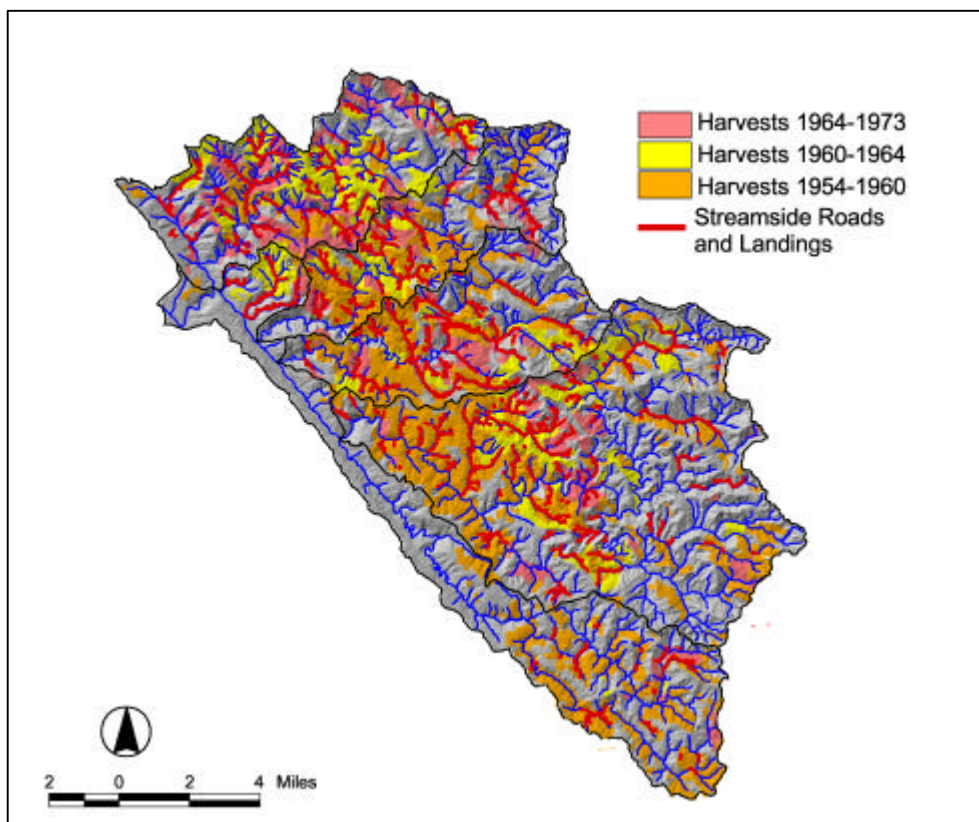 Harvests 1964-1973
Harvests 1960-1964
Harvests 1954-1960
Streamside Roads
and Landings
2 0 2 4 Miles